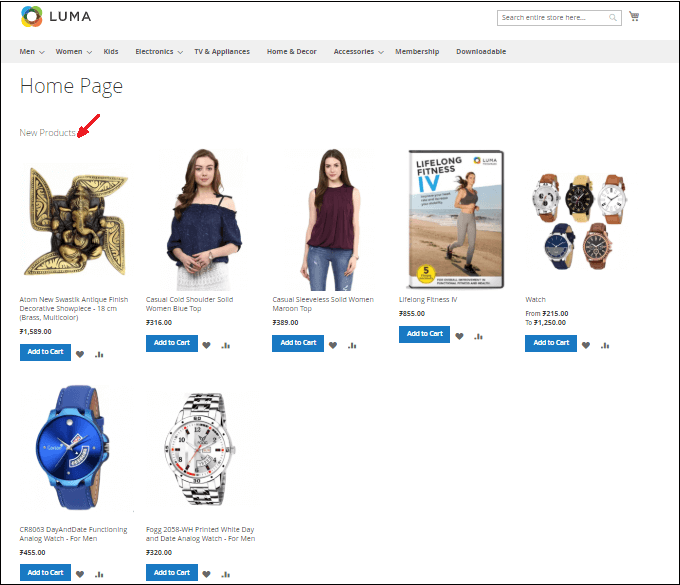 LUMA
Search entire store here...
Men Women Kids Electronics TV & Appliances Home & Decor Accessories Membership Downloadable
Home Page
New Products
LIFELONG
FITNESS
IV
LUMA
5
Atom New Swastik Antique Finish
Decorative Showpiece - 18 cm
(Brass, Multicolor)
₹1,589.00
Add to Cart
Casual Cold Shoulder Solid
Women Blue Top
₹316.00
Add to Cart
Casual Sleeveless Solid Women
Maroon Top
₹389.00
Add to Cart
Lifelong Fitness IV
₹855.00
Add to Cart
Watch
From ₹215.00
To ₹1,250.00
Add to Cart
CR8063 DayAndDate Functioning
Analog Watch - For Men
₹455.00
Add to Cart
Fogg 2058-WH Printed White Day
and Date Analog Watch - For Men
₹320.00
Add to Cart